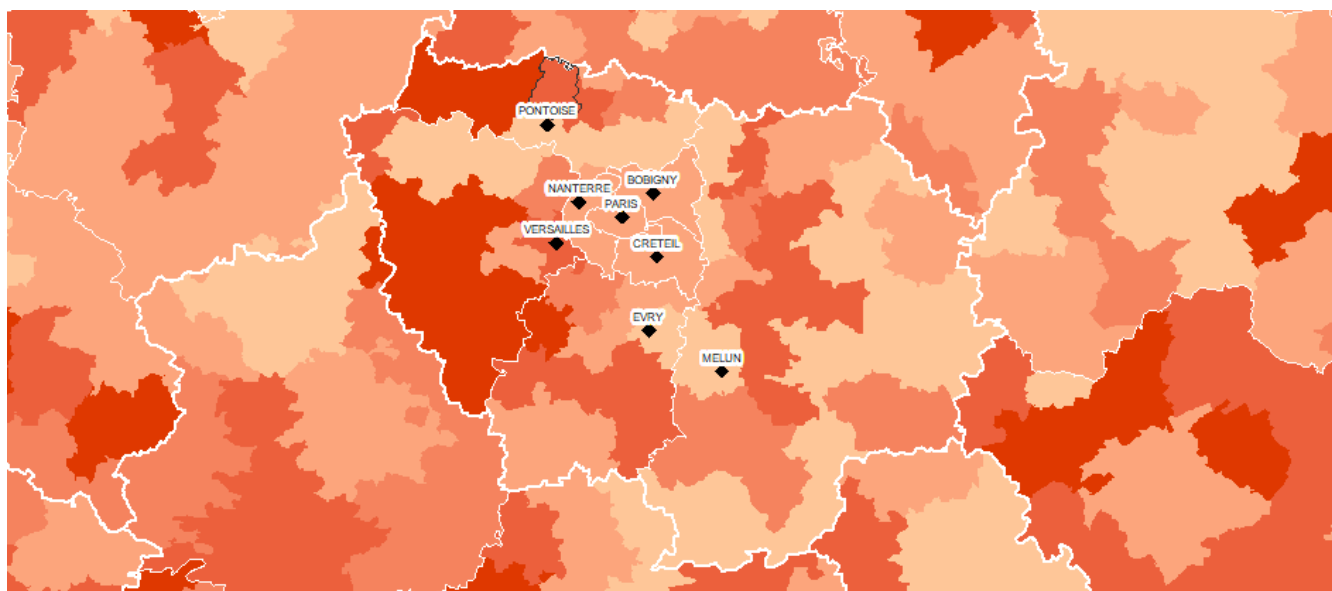 PONTOISE
BOBIGNY
NANTERRE
PARIS
VERSAILLES
CRETEIL
EVRY
MELUN